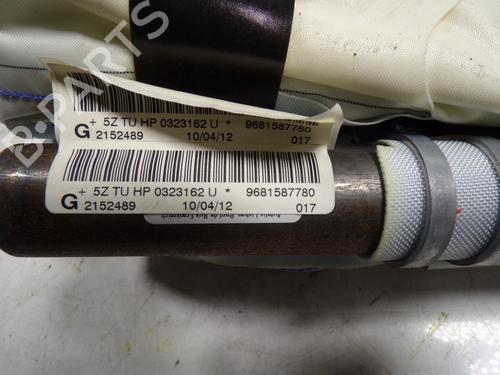 B-PARTS
+ 5Z TU HP 0323162 U * 9681587780
G 2152489 10/04/12 017
+ 5Z TU HP 0323162 U * 9681587780
G 2152489 10/04/12 017